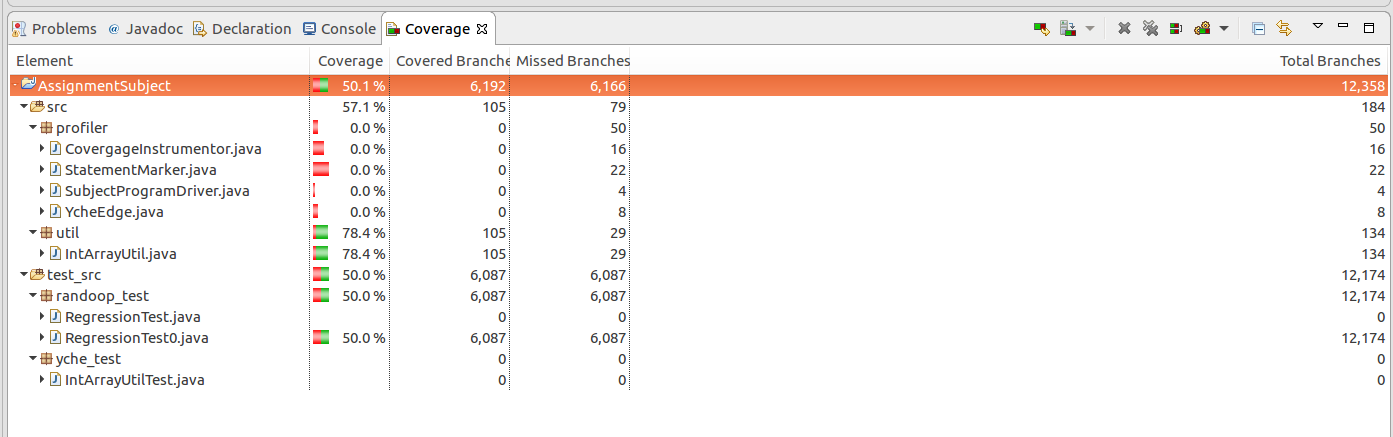 Problems @ Javadoc Declaration Console Coverage
Element Coverage Covered Branche Missed Branches Total Branches
AssignmentSubject 50.1 % 6,192 6,166 12,358
src 57.1 % 105 79 184
profiler 0.0 % 0 50 50
CovergageInstrumentor.java 0.0 % 0 16 16
StatementMarker.java 0.0 % 0 22 22
SubjectProgramDriver.java 0.0 % 0 4 4
YcheEdge.java 0.0 % 0 8 8
util 78.4 % 105 29 134
IntArrayUtil.java 78.4 % 105 29 134
test_src 50.0 % 6,087 6,087 12,174
randoop_test 50.0 % 6,087 6,087 12,174
RegressionTest.java 0 0 0
RegressionTest0.java 50.0 % 6,087 6,087 12,174
yche_test 0 0 0
IntArrayUtilTest.java 0 0 0